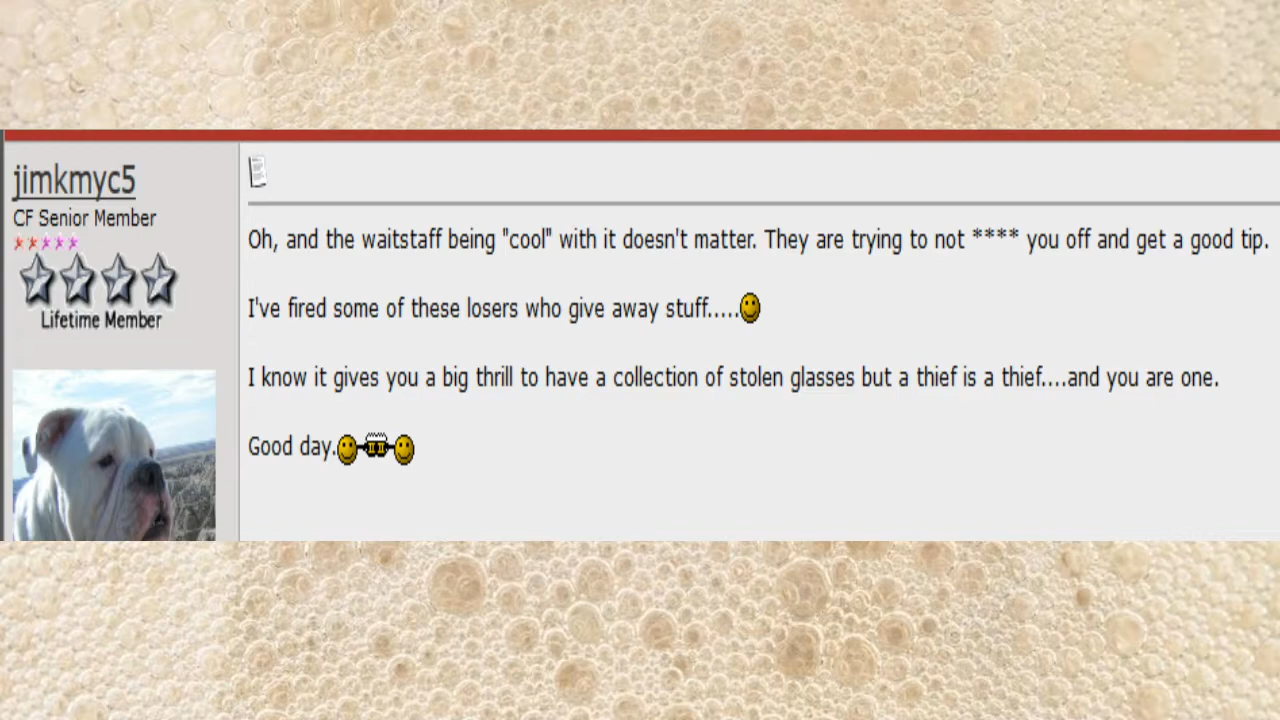 jimkmyc5
CF Senior Member
Lifetime Member
Oh, and the waitstaff being "cool" with it doesn't matter. They are trying to not **** you off and get a good tip.
I've fired some of these losers who give away stuff.....
I know it gives you a big thrill to have a collection of stolen glasses but a thief is a thief....and you are one.
Good day.